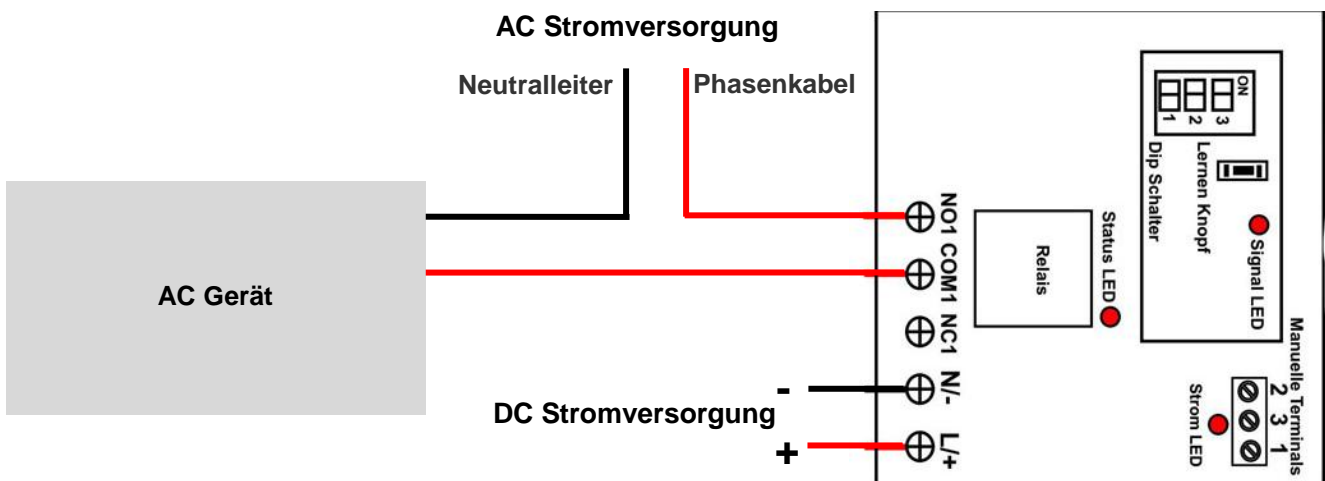 AC Stromversorgung
Neutralleiter
Phasenkabel
AC Gerät
DC Stromversorgung
-
+
NO1
COM1
NC1
N/-
L/+
Relais
Status LED
ON
1
2
3
Dip Schalter
Lernen Knopf
Signal LED
Manuelle Terminals
2
3
1
Strom LED